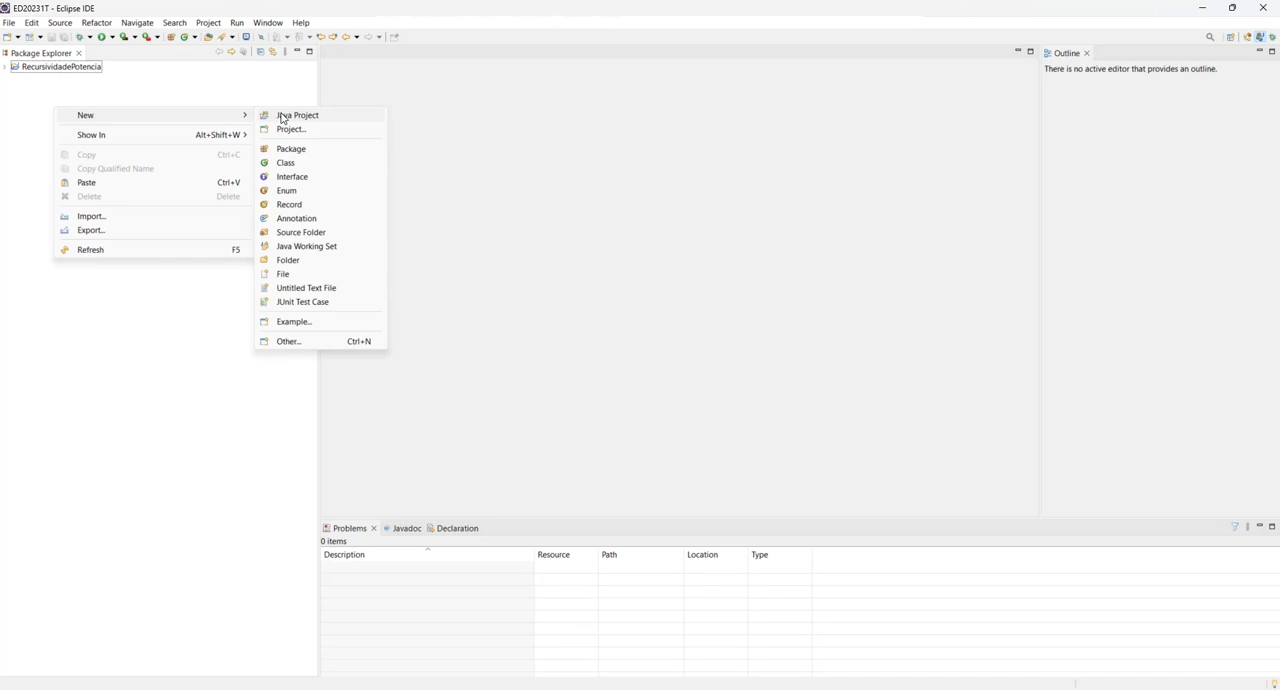 ED20231T - Eclipse IDE
File Edit Source Refactor Navigate Search Project Run Window Help
Package Explorer
RecursividadePotencia
Outline
There is no active editor that provides an outline.
New
Show In Alt+Shift+W
Copy Ctrl+C
Copy Qualified Name
Paste Ctrl+V
Delete Delete
Import...
Export...
Refresh F5
Java Project
Project...
Package
Class
Interface
Enum
Record
Annotation
Source Folder
Java Working Set
Folder
File
Untitled Text File
JUnit Test Case
Example...
Other... Ctrl+N
Problems Javadoc Declaration
0 items
Description Resource Path Location Type